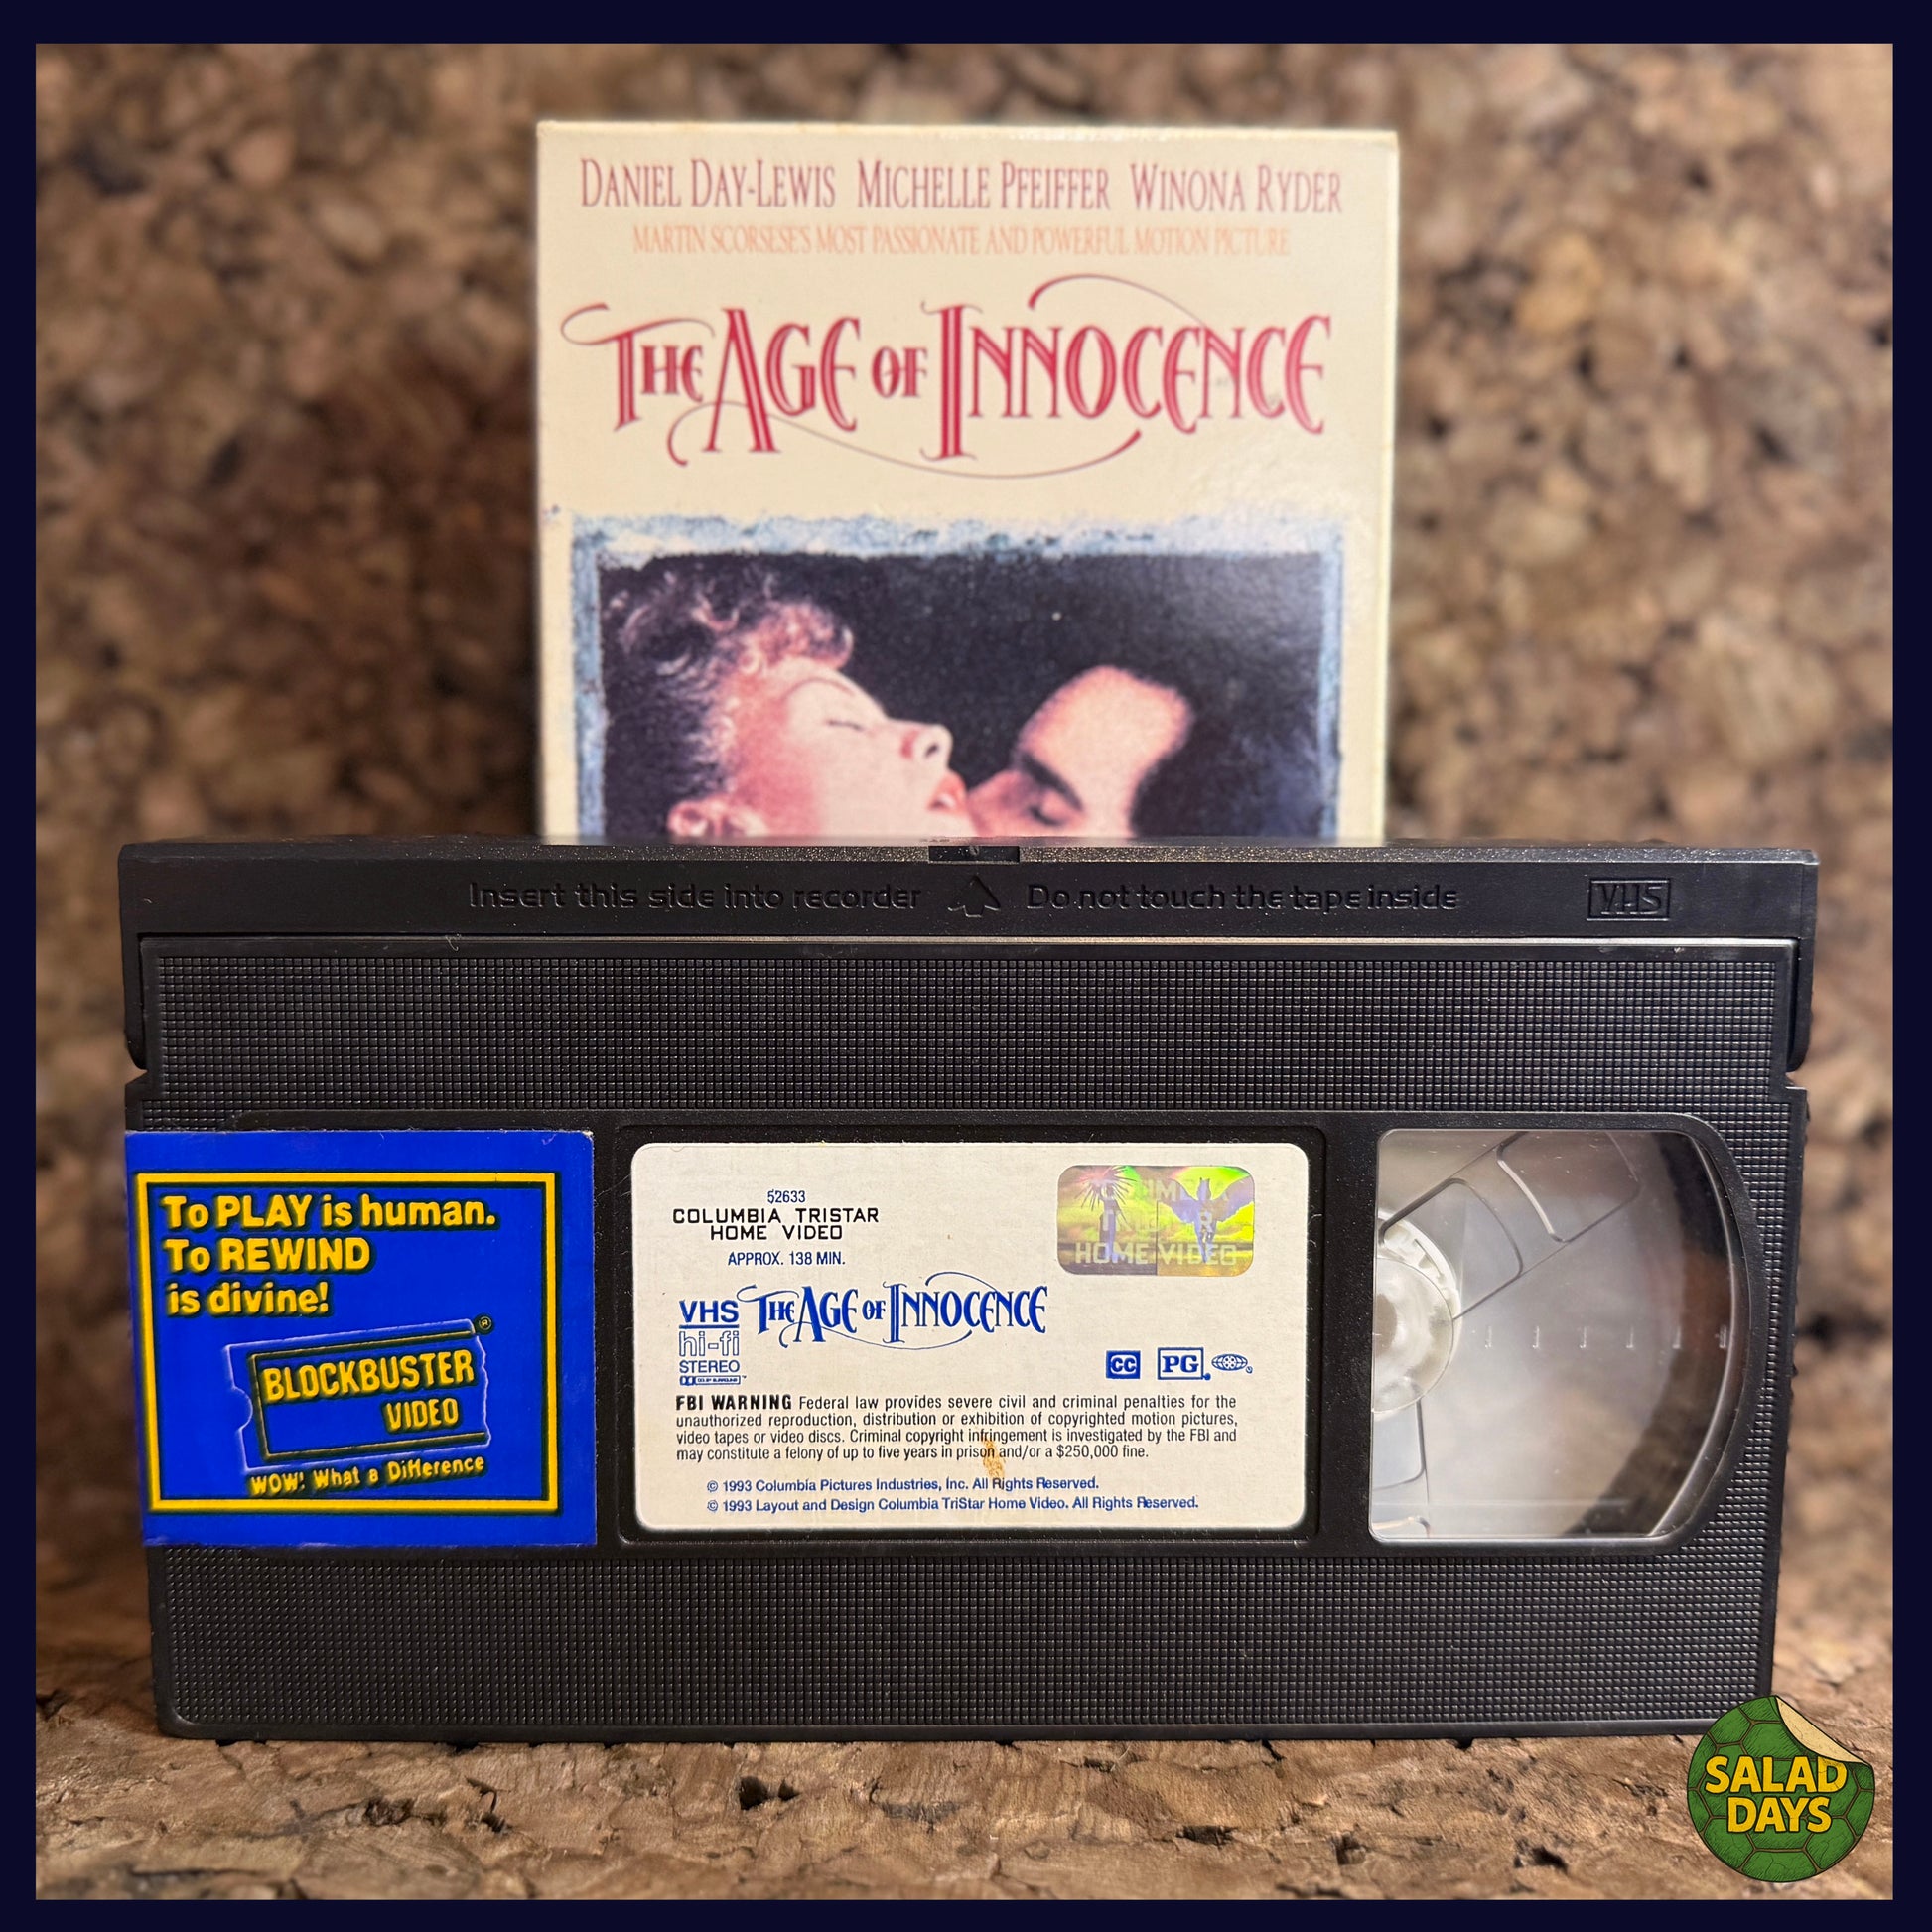 DANIEL DAY-LEWIS MICHELLE PFEIFFER WINONA RYDER
MARTIN SCORSESE'S MOST PASSIONATE AND POWERFUL MOTION PICTURE
THE AGE OF INNOCENCE
Insert this side into recorder Do not touch the tape inside VHS
To PLAY is human.
To REWIND
is divine!
BLOCKBUSTER®
VIDEO
WOW! What a Difference
52633
COLUMBIA TRISTAR
HOME VIDEO
APPROX. 138 MIN.
COLUMBIA
TRISTAR
HOME VIDEO
VHS THE AGE OF INNOCENCE
hi-fi
STEREO
CC PG
FBI WARNING Federal law provides severe civil and criminal penalties for the
unauthorized reproduction, distribution or exhibition of copyrighted motion pictures,
video tapes or video discs. Criminal copyright infringement is investigated by the FBI and
may constitute a felony of up to five years in prison and/or a $250,000 fine.
© 1993 Columbia Pictures Industries, Inc. All Rights Reserved.
© 1993 Layout and Design Columbia TriStar Home Video. All Rights Reserved.
SALAD
DAYS